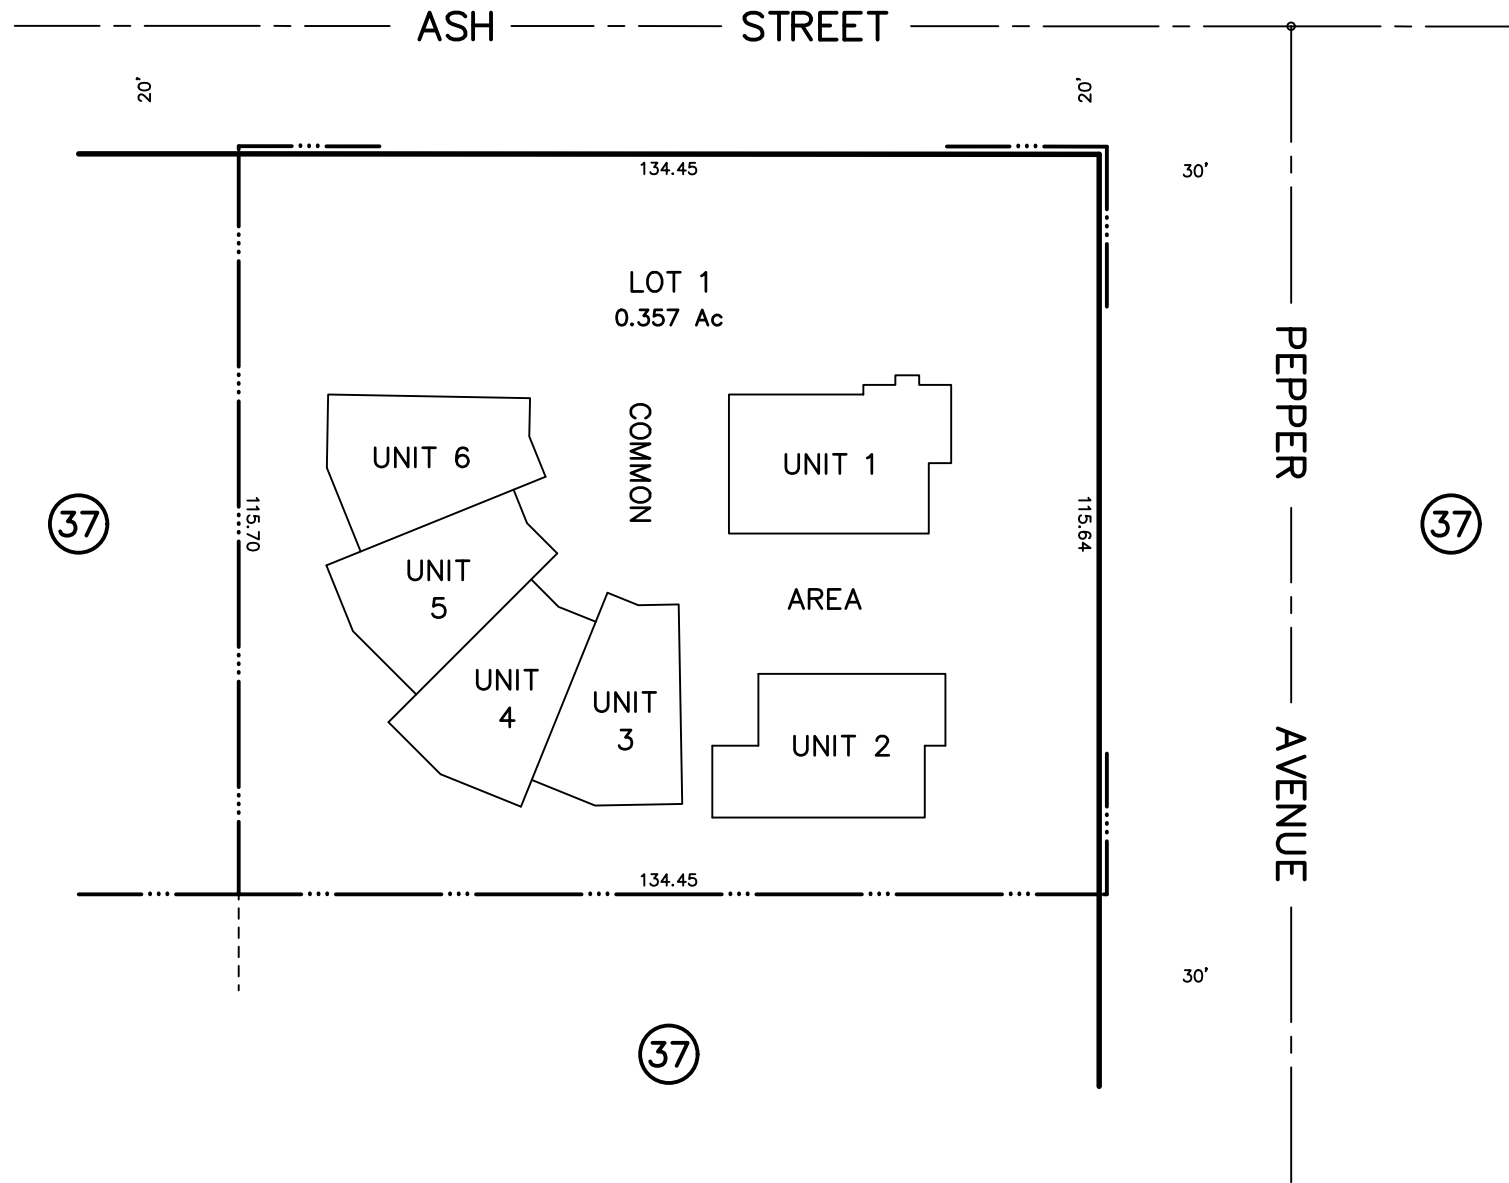 ASH STREET
20' 20'
134.45
30'
LOT 1
0.357 Ac
PEPPER
COMMON
UNIT 6
UNIT 1
37
115.70
115.64
37
UNIT
5
AREA
UNIT
4
UNIT
3
UNIT 2
AVENUE
134.45
30'
37